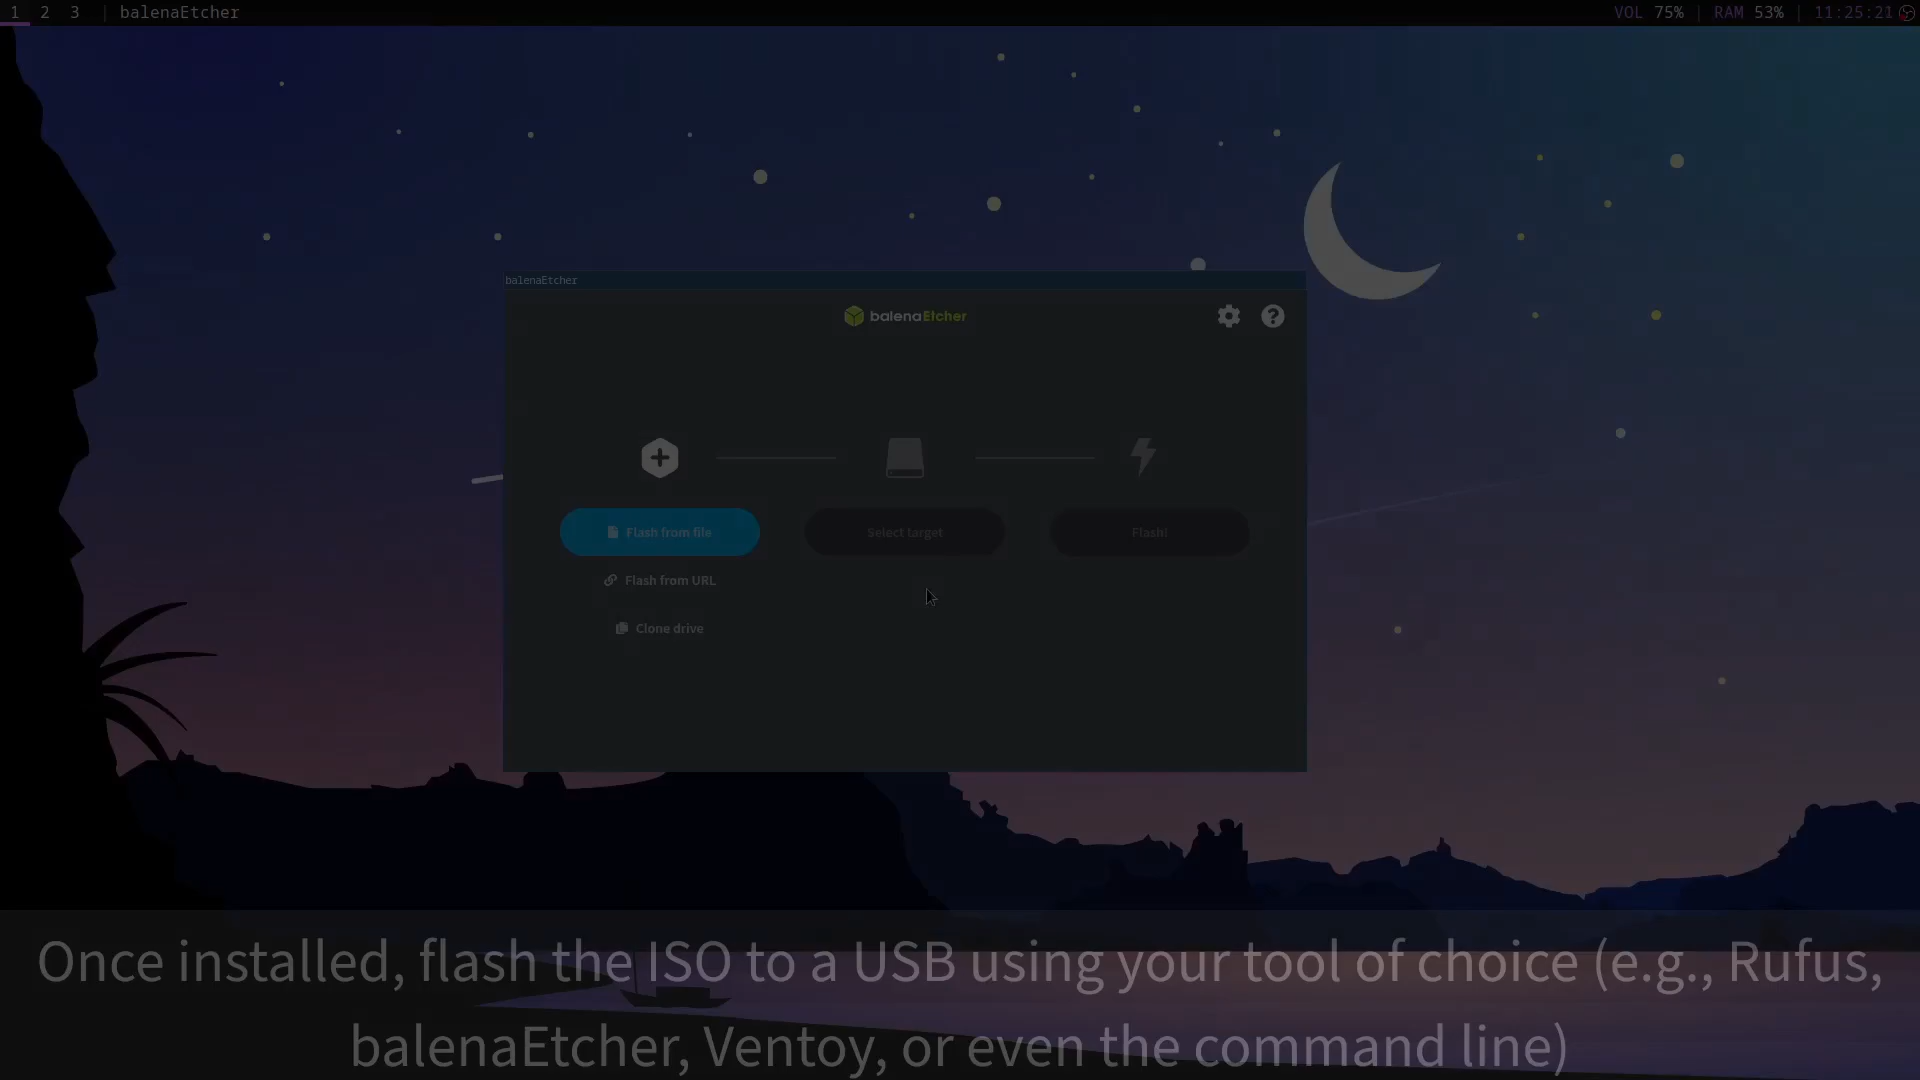 1 2 3 | balenaEtcher
VOL 75% | RAM 53% | 11:25:21
balenaEtcher
balenaEtcher
Flash from file
Select target
Flash!
Flash from URL
Clone drive
Once installed, flash the ISO to a USB using your tool of choice (e.g., Rufus,
balenaEtcher, Ventoy, or even the command line)